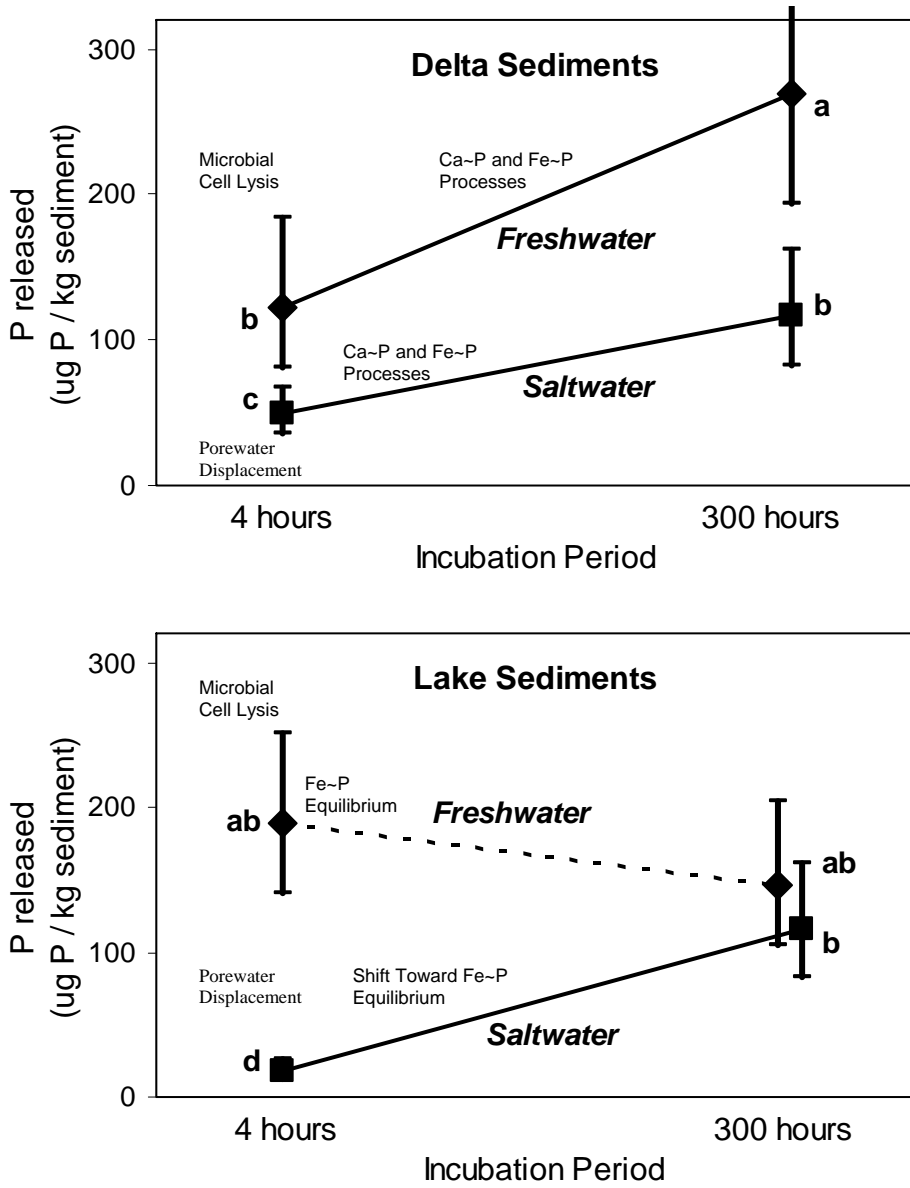 Delta Sediments
P released
(ug P / kg sediment)
300
200
100
0
Microbial
Cell Lysis
Ca~P and Fe~P
Processes
a
Freshwater
b
b
Ca~P and Fe~P
Processes
Saltwater
c
Porewater
Displacement
4 hours
300 hours
Incubation Period
Lake Sediments
P released
(ug P / kg sediment)
300
200
100
0
Microbial
Cell Lysis
Fe~P
Equilibrium
Freshwater
ab
ab
b
Porewater
Displacement
Shift Toward Fe~P
Equilibrium
Saltwater
d
4 hours
300 hours
Incubation Period